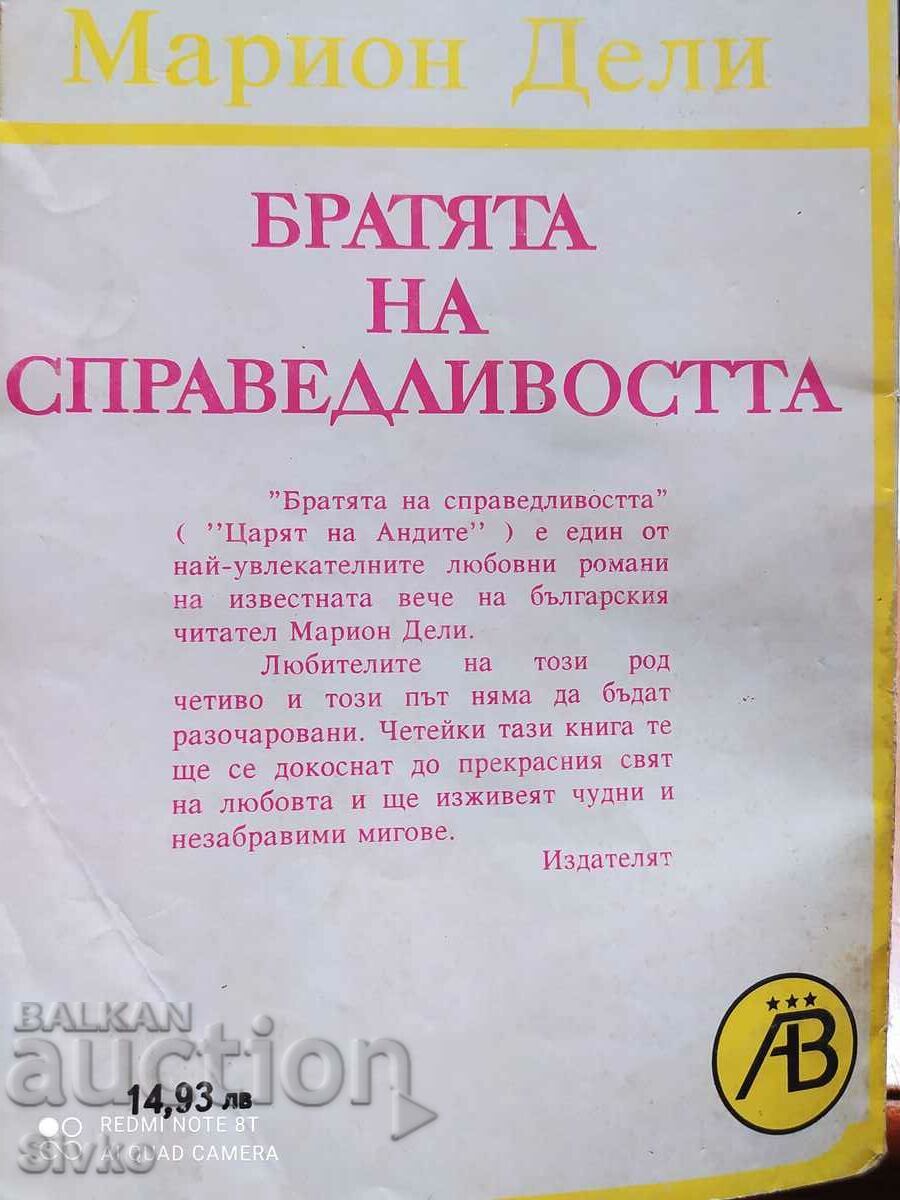 Марион Дели
БРАТЯТА
НА
СПРАВЕДЛИВОСТТА
"Братята на справедливостта"
( ''Царят на Андите'' ) е един от
най-увлекателните любовни романи
на известната вече на българския
читател Марион Дели.
Любителите на този род
четиво и този път няма да бъдат
разочаровани. Четейки тази книга те
ще се докоснат до прекрасния свят
на любовта и ще изживеят чудни и
незабравими мигове.
Издателят
AB
BALKAN
auction
14,93 лв
REDMI NOTE 8T
AI QUAD CAMERA
Sivko